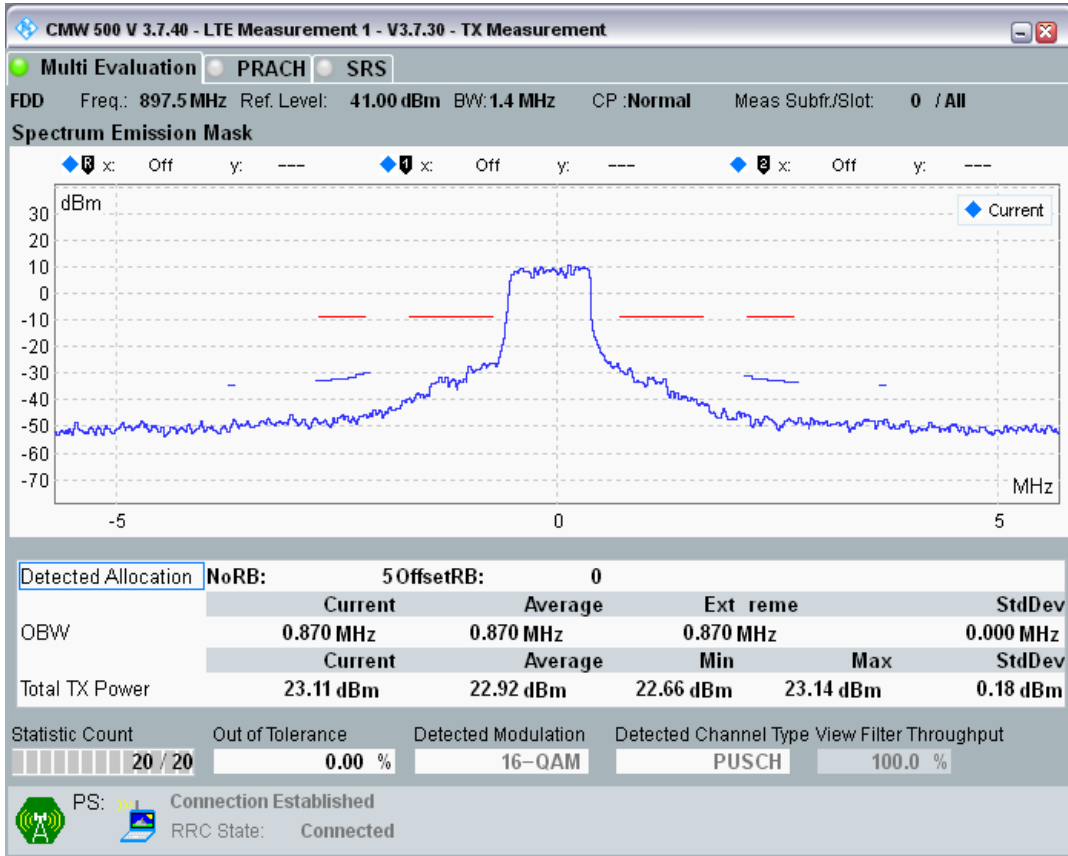 CMW 500 V 3.7.40 - LTE Measurement 1 - V3.7.30 - TX Measurement
Multi Evaluation PRACH SRS
FDD Freq.: 897.5 MHz Ref. Level: 41.00 dBm BW: 1.4 MHz CP :Normal Meas Subfr./Slot: 0 / All
Spectrum Emission Mask
R x: Off y: --- 1 x: Off y: --- 2 x: Off y: ---
dBm
Current
30
20
10
0
-10
-20
-30
-40
-50
-60
-70
MHz
-5 0 5
Detected Allocation NoRB: 5 OffsetRB: 0
Current Average Ext reme StdDev
OBW 0.870 MHz 0.870 MHz 0.870 MHz 0.000 MHz
Current Average Min Max StdDev
Total TX Power 23.11 dBm 22.92 dBm 22.66 dBm 23.14 dBm 0.18 dBm
Statistic Count Out of Tolerance Detected Modulation Detected Channel Type View Filter Throughput
20 / 20 0.00 % 16-QAM PUSCH 100.0 %
PS: Connection Established
RRC State: Connected